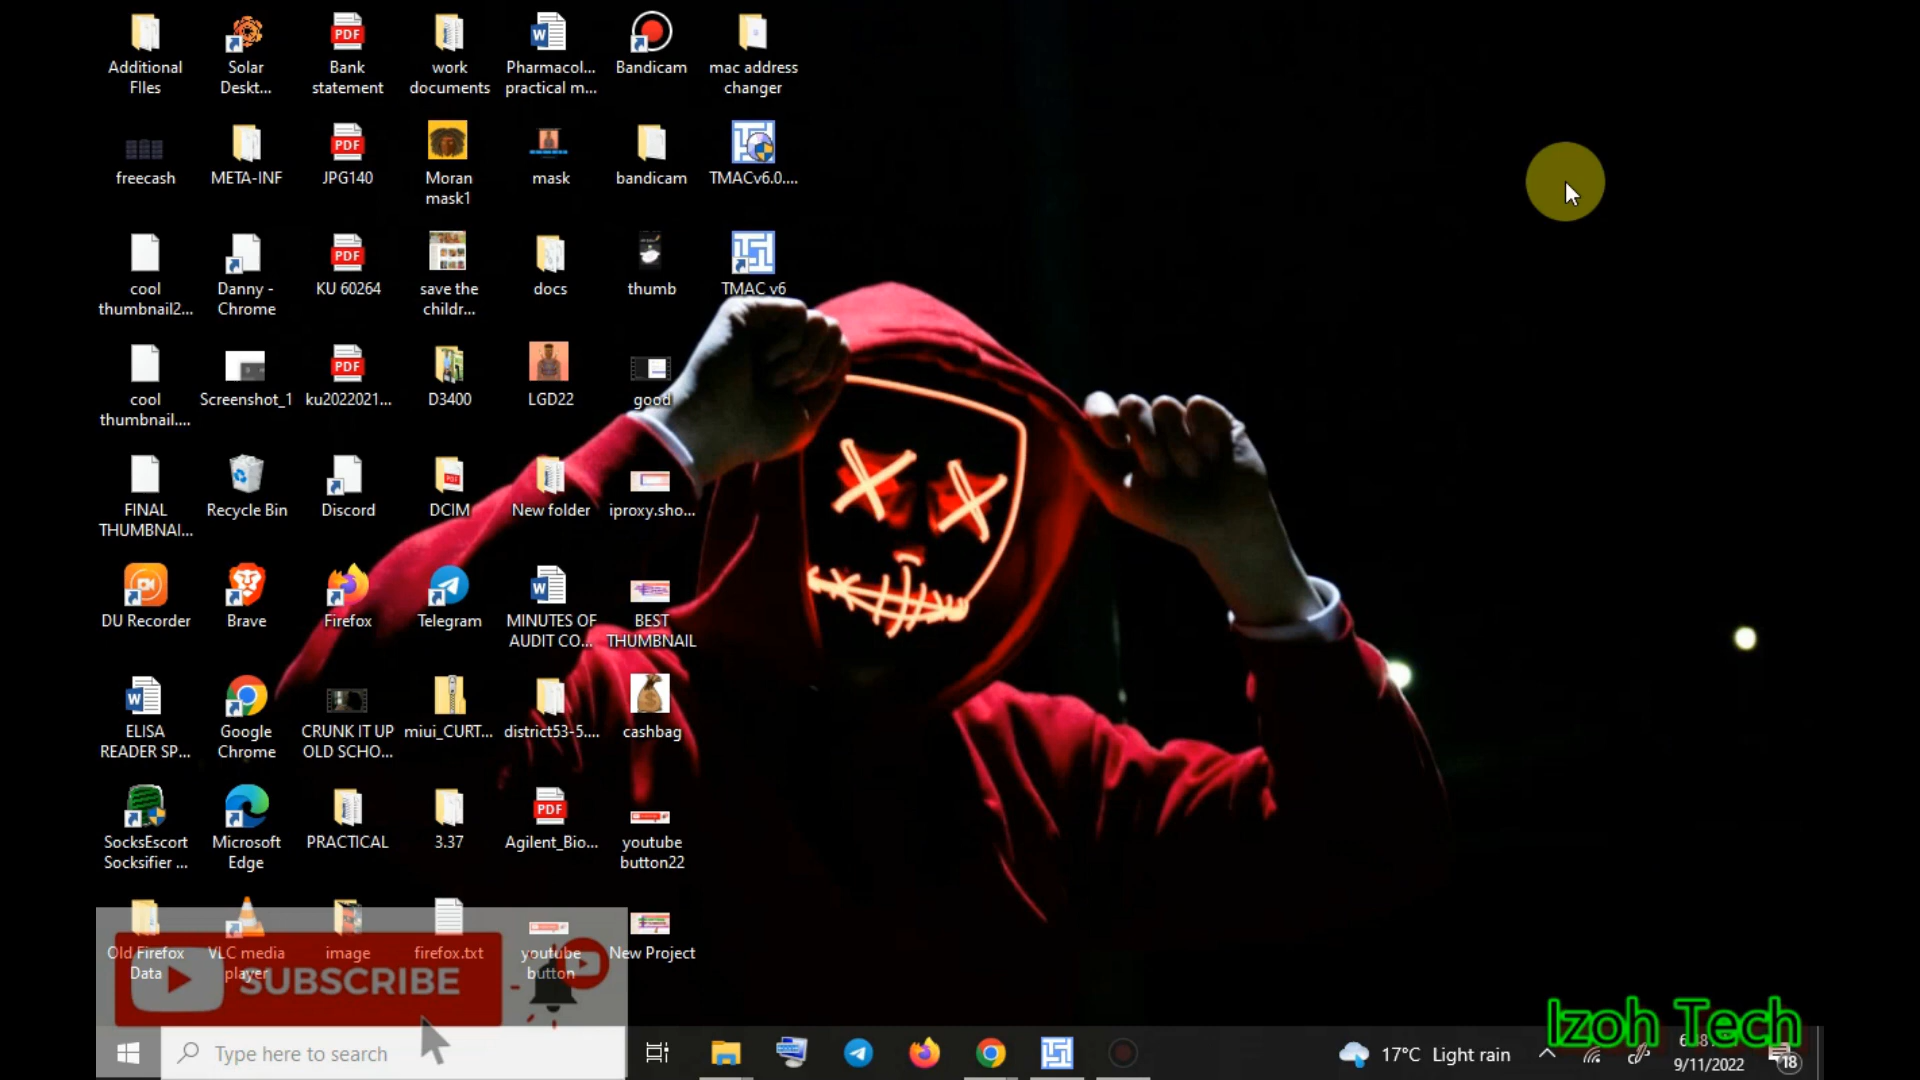 Additional
FIles
Solar
Deskt...
Bank
statement
work
documents
Pharmacol...
practical m...
Bandicam
mac address
changer
freecash
META-INF
JPG140
Moran
mask1
mask
bandicam
TMACv6.0....
cool
thumbnail2...
Danny -
Chrome
KU 60264
save the
childr...
docs
thumb
TMAC v6
cool
thumbnail....
Screenshot_1
ku2022021...
D3400
LGD22
good
FINAL
THUMBNAI...
Recycle Bin
Discord
DCIM
New folder
iproxy.sho...
DU Recorder
Brave
Firefox
Telegram
MINUTES OF
AUDIT CO...
BEST
THUMBNAIL
ELISA
READER SP...
Google
Chrome
CRUNK IT UP
OLD SCHO...
miui_CURT...
district53-5....
cashbag
SocksEscort
Socksifier ...
Microsoft
Edge
PRACTICAL
3.37
Agilent_Bio...
youtube
button22
Old Firefox
Data
VLC media
player
image
firefox.txt
youtube
button
New Project
SUBSCRIBE
Izoh Tech
Type here to search
17°C Light rain
9/11/2022
18